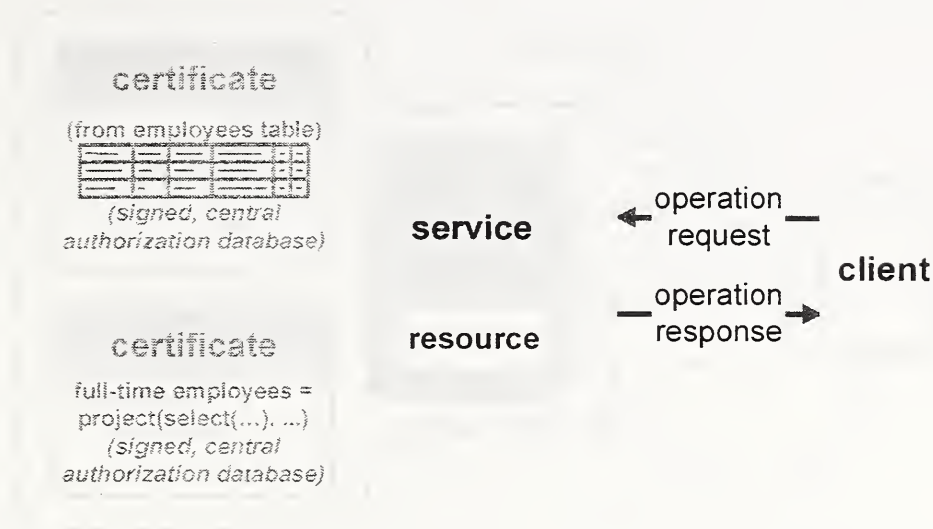 certificate
(from employees table)
(signed, central
authorization database)
certificate
full-time employees =
project(select(...), ...)
(signed, central
authorization database)
service
resource
operation
request
operation
response
client